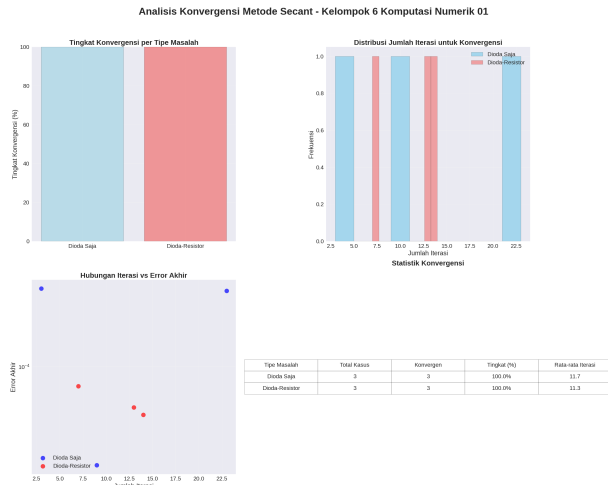 Analisis Konvergensi Metode Secant - Kelompok 6 Komputasi Numerik 01
Tingkat Konvergensi per Tipe Masalah
Tingkat Konvergensi (%)
100
80
60
40
20
0
Dioda Saja
Dioda-Resistor
Distribusi Jumlah Iterasi untuk Konvergensi
Dioda Saja
Dioda-Resistor
Frekuensi
1.0
0.8
0.6
0.4
0.2
0.0
2.5 5.0 7.5 10.0 12.5 15.0 17.5 20.0 22.5
Jumlah Iterasi
Hubungan Iterasi vs Error Akhir
Error Akhir
Dioda Saja
Dioda-Resistor
2.5 5.0 7.5 10.0 12.5 15.0 17.5 20.0 22.5
Jumlah Iterasi
Statistik Konvergensi
Tipe Masalah Total Kasus Konvergen Tingkat (%) Rata-rata Iterasi
Dioda Saja 3 3 100.0% 11.7
Dioda-Resistor 3 3 100.0% 11.3